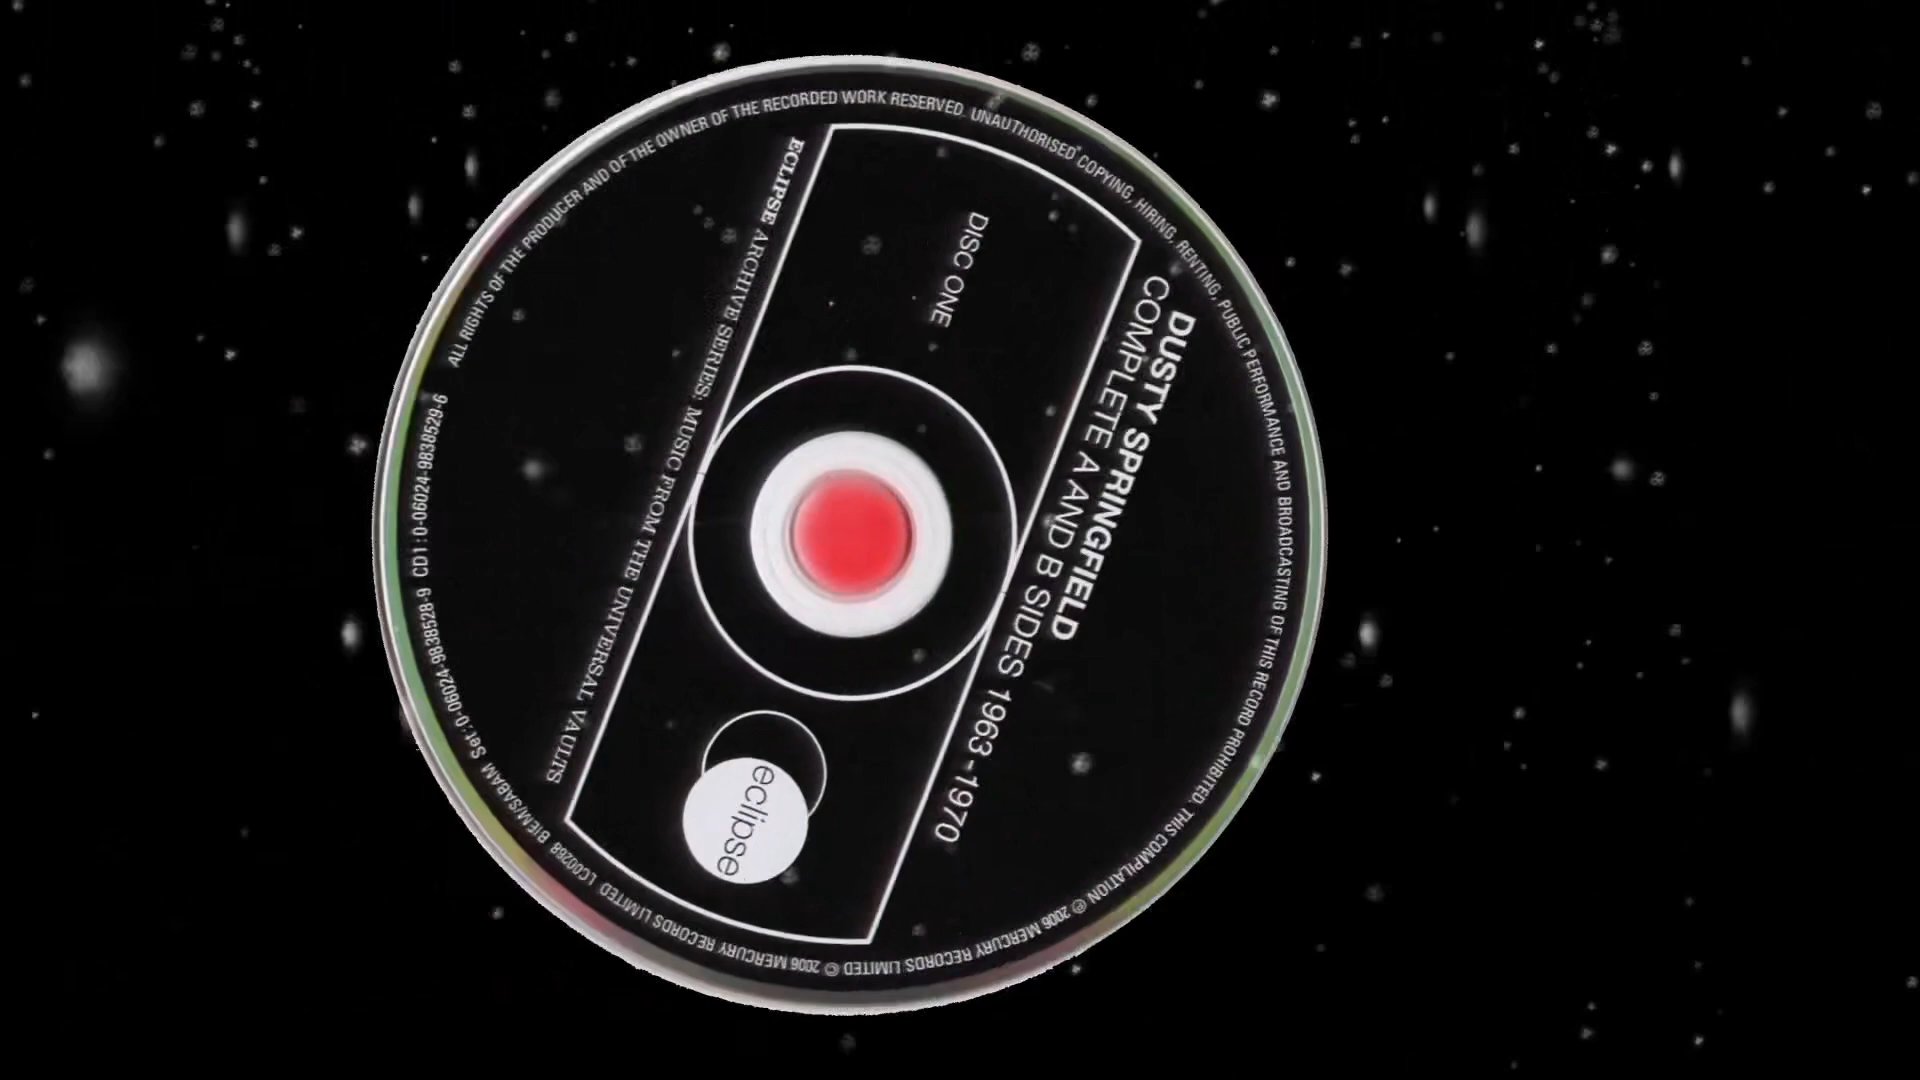 DUSTY SPRINGFIELD
COMPLETE A AND B SIDES 1963-1970
DISC ONE
eclipse
ECLIPSE ARCHIVE SERIES: MUSIC FROM THE UNIVERSAL VAULTS
ALL RIGHTS OF THE PRODUCER AND OF THE OWNER OF THE RECORDED WORK RESERVED. UNAUTHORISED COPYING, HIRING, RENTING, PUBLIC PERFORMANCE AND BROADCASTING OF THIS RECORD PROHIBITED. THIS COMPILATION ℗ 2006 MERCURY RECORDS LIMITED © 2006 MERCURY RECORDS LIMITED LC00268 BIEM/SABAM Set:0-06024-9838528-9 CD1:0-06024-9838529-6